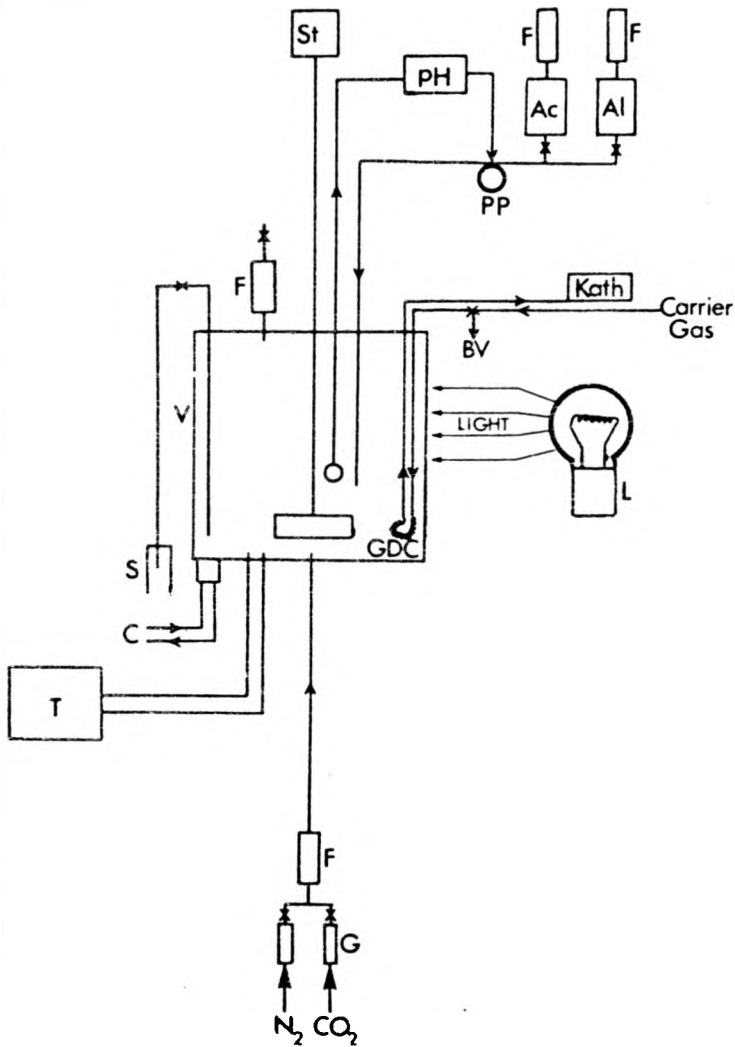 St
pH
F
F
Ac
Al
PP
F
Kath
Carrier
Gas
BV
V
LIGHT
L
GDC
S
C
T
F
G
N₂
CO₂